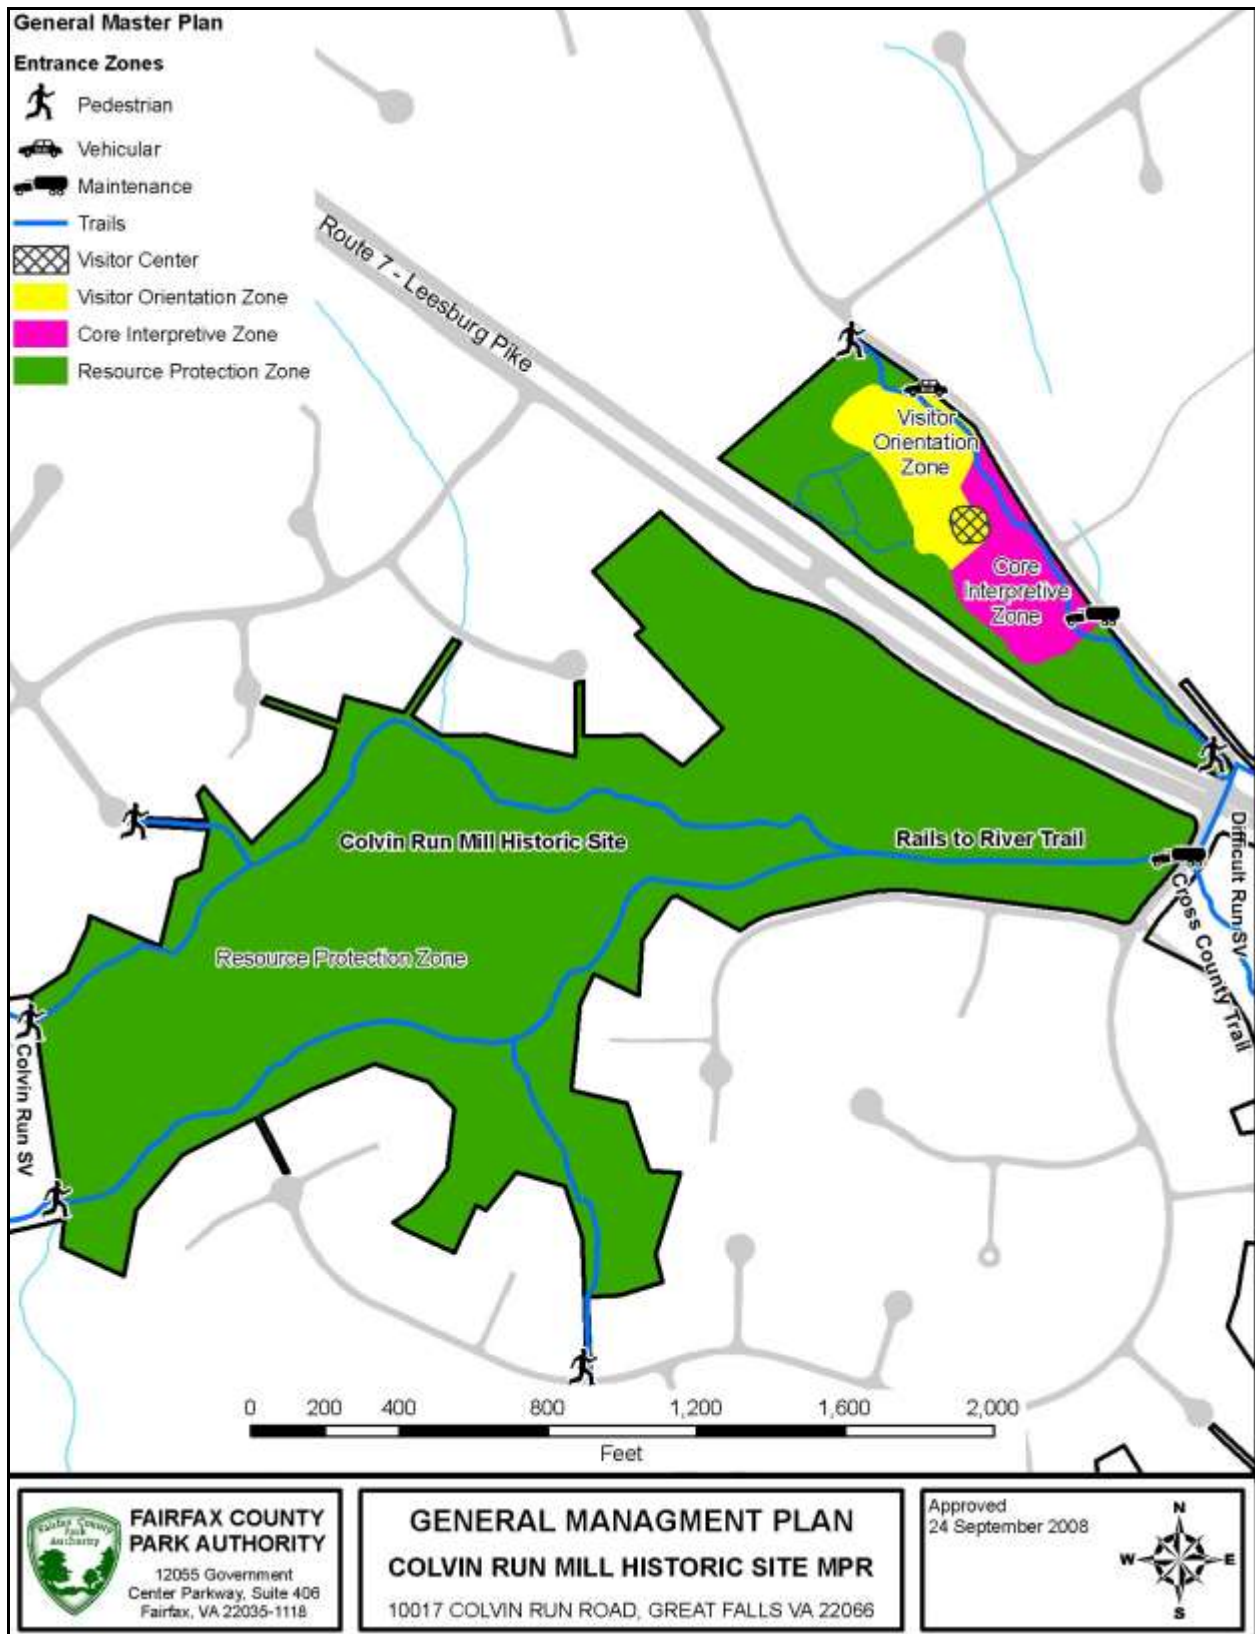 General Master Plan
Entrance Zones
Pedestrian
Vehicular
Maintenance
Trails
Visitor Center
Visitor Orientation Zone
Core Interpretive Zone
Resource Protection Zone
Route 7 - Leesburg Pike
Visitor
Orientation
Zone
Core
Interpretive
Zone
Colvin Run Mill Historic Site
Rails to River Trail
Resource Protection Zone
Difficult Run SV
Cross County Trail
Colvin Run SV
0 200 400 800 1,200 1,600 2,000
Feet
Fairfax County
Park
Authority
FAIRFAX COUNTY
PARK AUTHORITY
12055 Government
Center Parkway, Suite 406
Fairfax, VA 22035-1118
GENERAL MANAGMENT PLAN
COLVIN RUN MILL HISTORIC SITE MPR
10017 COLVIN RUN ROAD, GREAT FALLS VA 22066
Approved
24 September 2008
N
W E
S